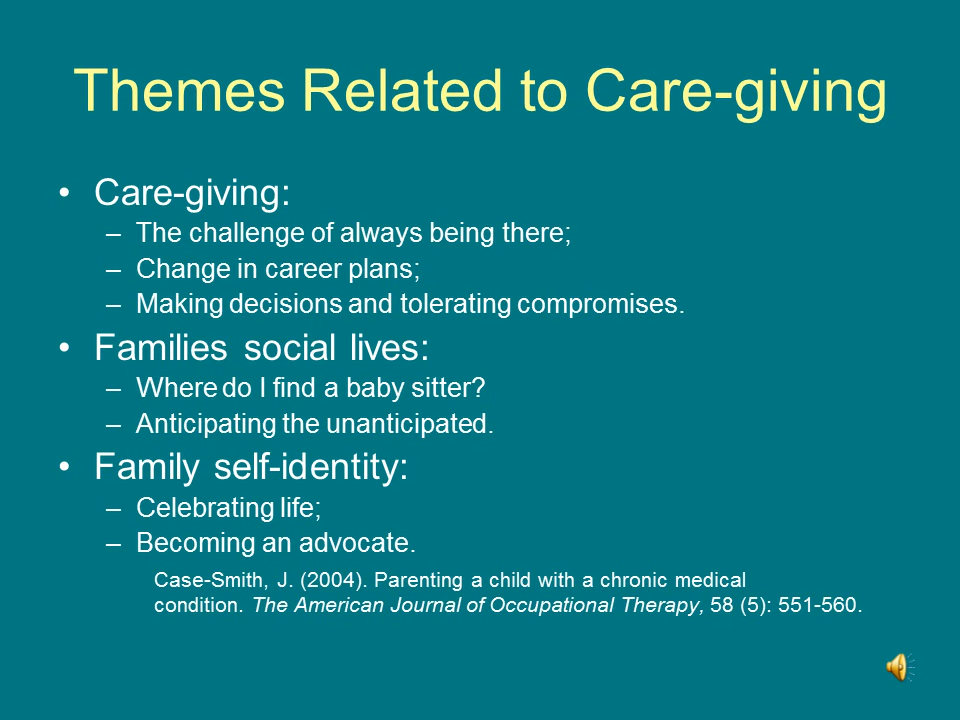 Themes Related to Care-giving
• Care-giving:
– The challenge of always being there;
– Change in career plans;
– Making decisions and tolerating compromises.
• Families social lives:
– Where do I find a baby sitter?
– Anticipating the unanticipated.
• Family self-identity:
– Celebrating life;
– Becoming an advocate.
Case-Smith, J. (2004). Parenting a child with a chronic medical
condition. The American Journal of Occupational Therapy, 58 (5): 551-560.